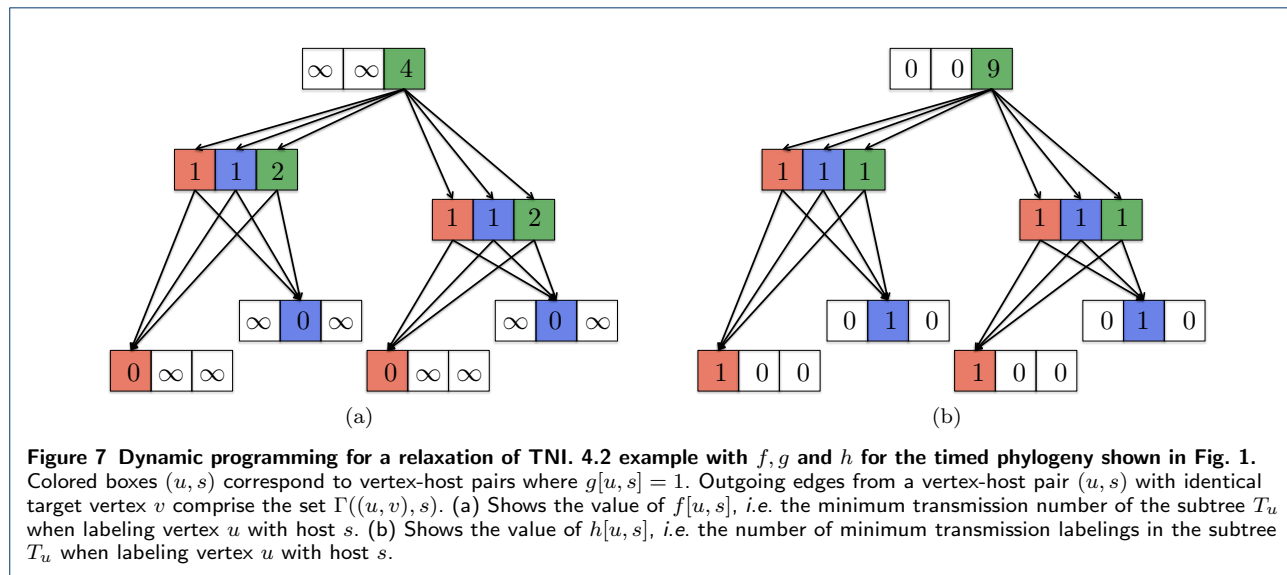 ∞ ∞ 4
0 0 9
1 1 2
1 1 1
1 1 2
1 1 1
∞ 0 ∞
∞ 0 ∞
0 1 0
0 1 0
0 ∞ ∞
0 ∞ ∞
1 0 0
1 0 0
(a)
(b)
Figure 7 Dynamic programming for a relaxation of TNI. 4.2 example with f, g and h for the timed phylogeny shown in Fig. 1.
Colored boxes (u, s) correspond to vertex-host pairs where g[u, s] = 1. Outgoing edges from a vertex-host pair (u, s) with identical
target vertex v comprise the set Γ((u, v), s). (a) Shows the value of f[u, s], i.e. the minimum transmission number of the subtree T_u
when labeling vertex u with host s. (b) Shows the value of h[u, s], i.e. the number of minimum transmission labelings in the subtree
T_u when labeling vertex u with host s.